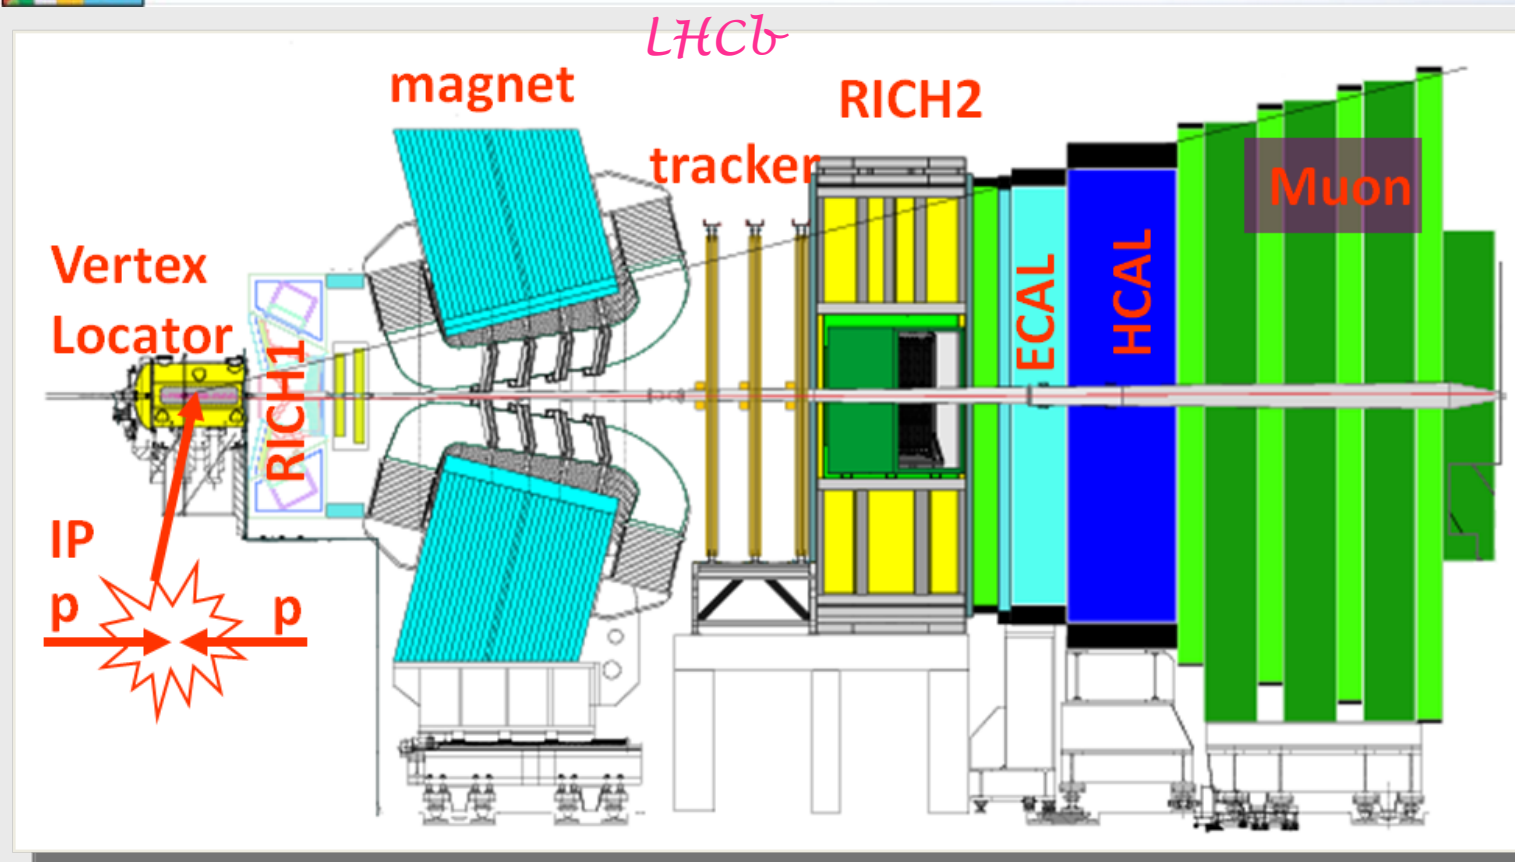 LHCb
magnet
RICH2
tracker
Muon
Vertex
Locator
RICH1
ECAL
HCAL
IP
p
p